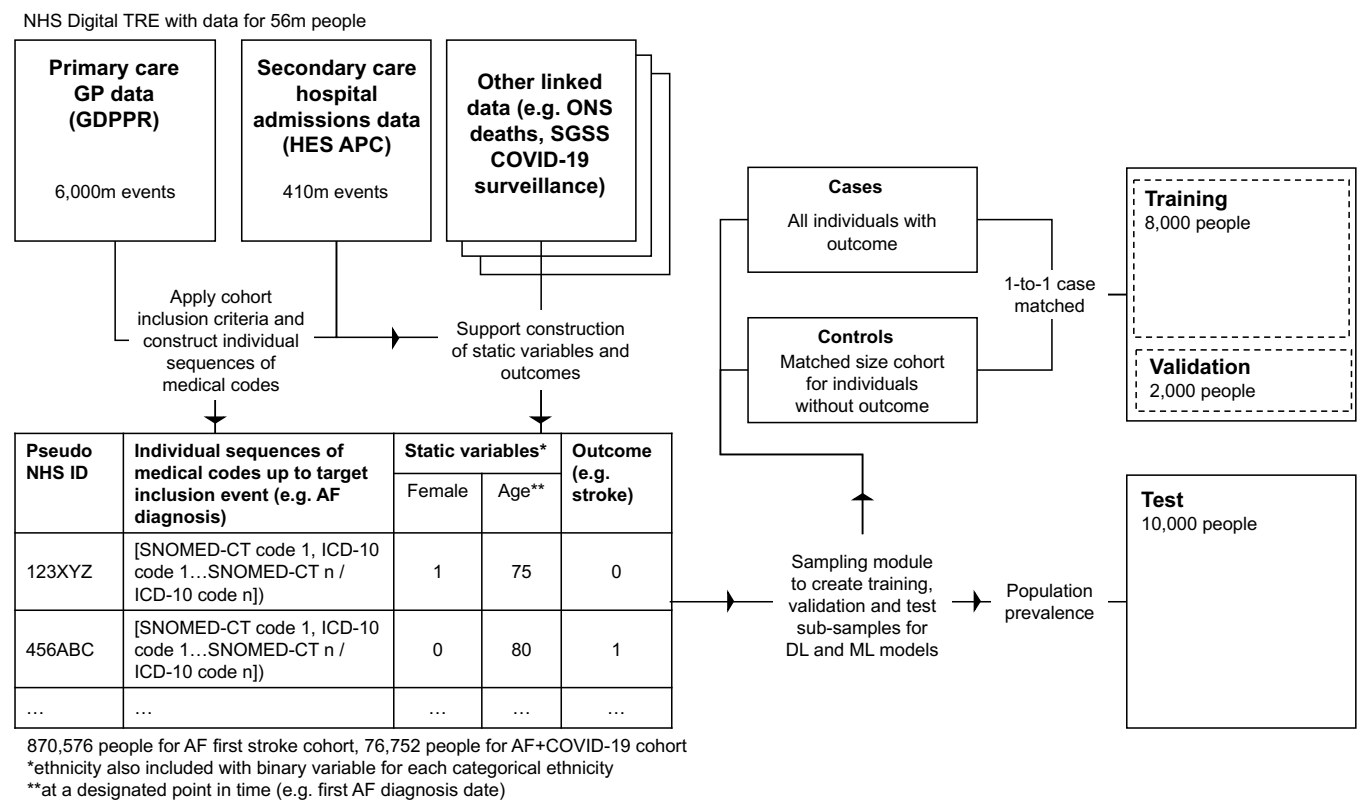 NHS Digital TRE with data for 56m people
Primary care
GP data
(GDPPR)
6,000m events
Secondary care
hospital
admissions data
(HES APC)
410m events
Other linked
data (e.g. ONS
deaths, SGSS
COVID-19
surveillance)
Apply cohort
inclusion criteria and
construct individual
sequences of
medical codes
Support construction
of static variables and
outcomes
Pseudo
NHS ID
Individual sequences of
medical codes up to target
inclusion event (e.g. AF
diagnosis)
Static variables*
Female
Age**
Outcome
(e.g.
stroke)
123XYZ
[SNOMED-CT code 1, ICD-10
code 1…SNOMED-CT n /
ICD-10 code n])
1
75
0
456ABC
[SNOMED-CT code 1, ICD-10
code 1…SNOMED-CT n /
ICD-10 code n])
0
80
1
…
…
…
…
…
870,576 people for AF first stroke cohort, 76,752 people for AF+COVID-19 cohort
*ethnicity also included with binary variable for each categorical ethnicity
**at a designated point in time (e.g. first AF diagnosis date)
Sampling module
to create training,
validation and test
sub-samples for
DL and ML models
Cases
All individuals with
outcome
Controls
Matched size cohort
for individuals
without outcome
1-to-1 case
matched
Population
prevalence
Training
8,000 people
Validation
2,000 people
Test
10,000 people